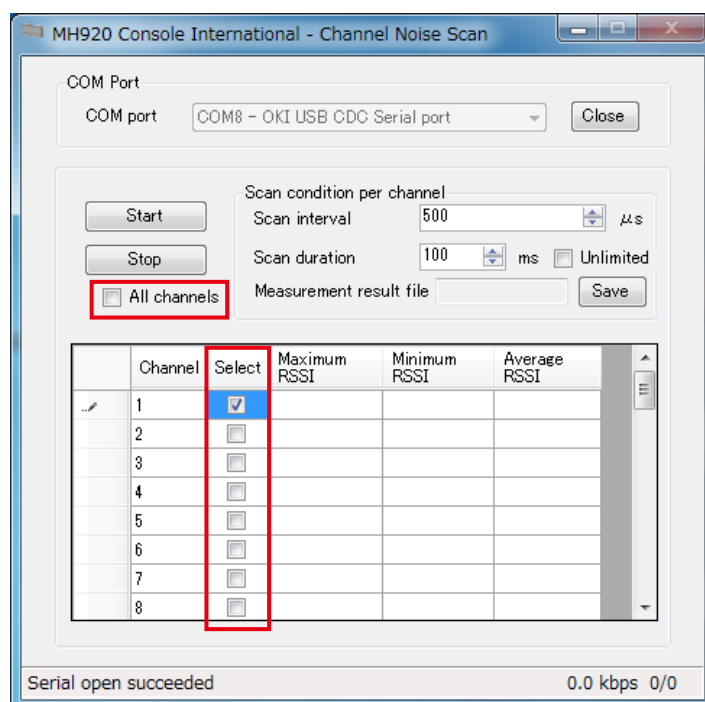 MH920 Console International - Channel Noise Scan
COM Port
COM port COM8 - OKI USB CDC Serial port Close
Scan condition per channel
Start Scan interval 500 μs
Stop Scan duration 100 ms Unlimited
All channels Measurement result file Save
Channel Select Maximum RSSI Minimum RSSI Average RSSI
1
2
3
4
5
6
7
8
Serial open succeeded 0.0 kbps 0/0